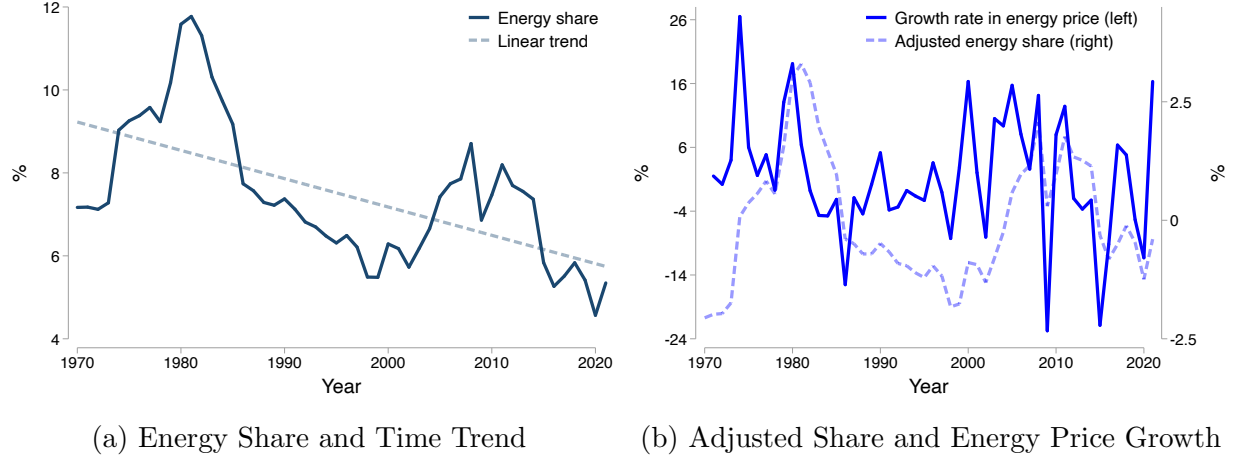 12
10
8
6
4
%
Energy share
Linear trend
1970 1980 1990 2000 2010 2020
Year
(a) Energy Share and Time Trend
26
16
6
-4
-14
-24
%
Growth rate in energy price (left)
Adjusted energy share (right)
2.5
0
-2.5
%
1970 1980 1990 2000 2010 2020
Year
(b) Adjusted Share and Energy Price Growth